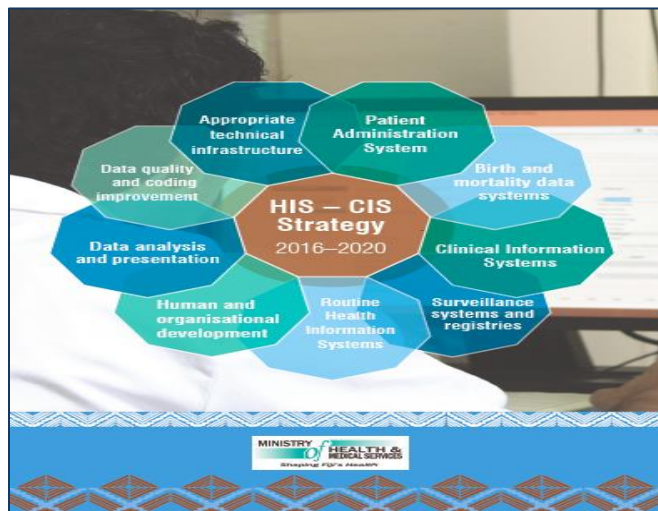 Appropriate
technical
infrastructure
Patient
Administration
System
Birth and
mortality data
systems
Clinical Information
Systems
Surveillance
systems and
registries
Routine
Health
Information
Systems
Human and
organisational
development
Data analysis
and presentation
Data quality
and coding
improvement
HIS – CIS
Strategy
2016–2020
MINISTRY
of HEALTH &
MEDICAL SERVICES
Shaping Fiji's Health